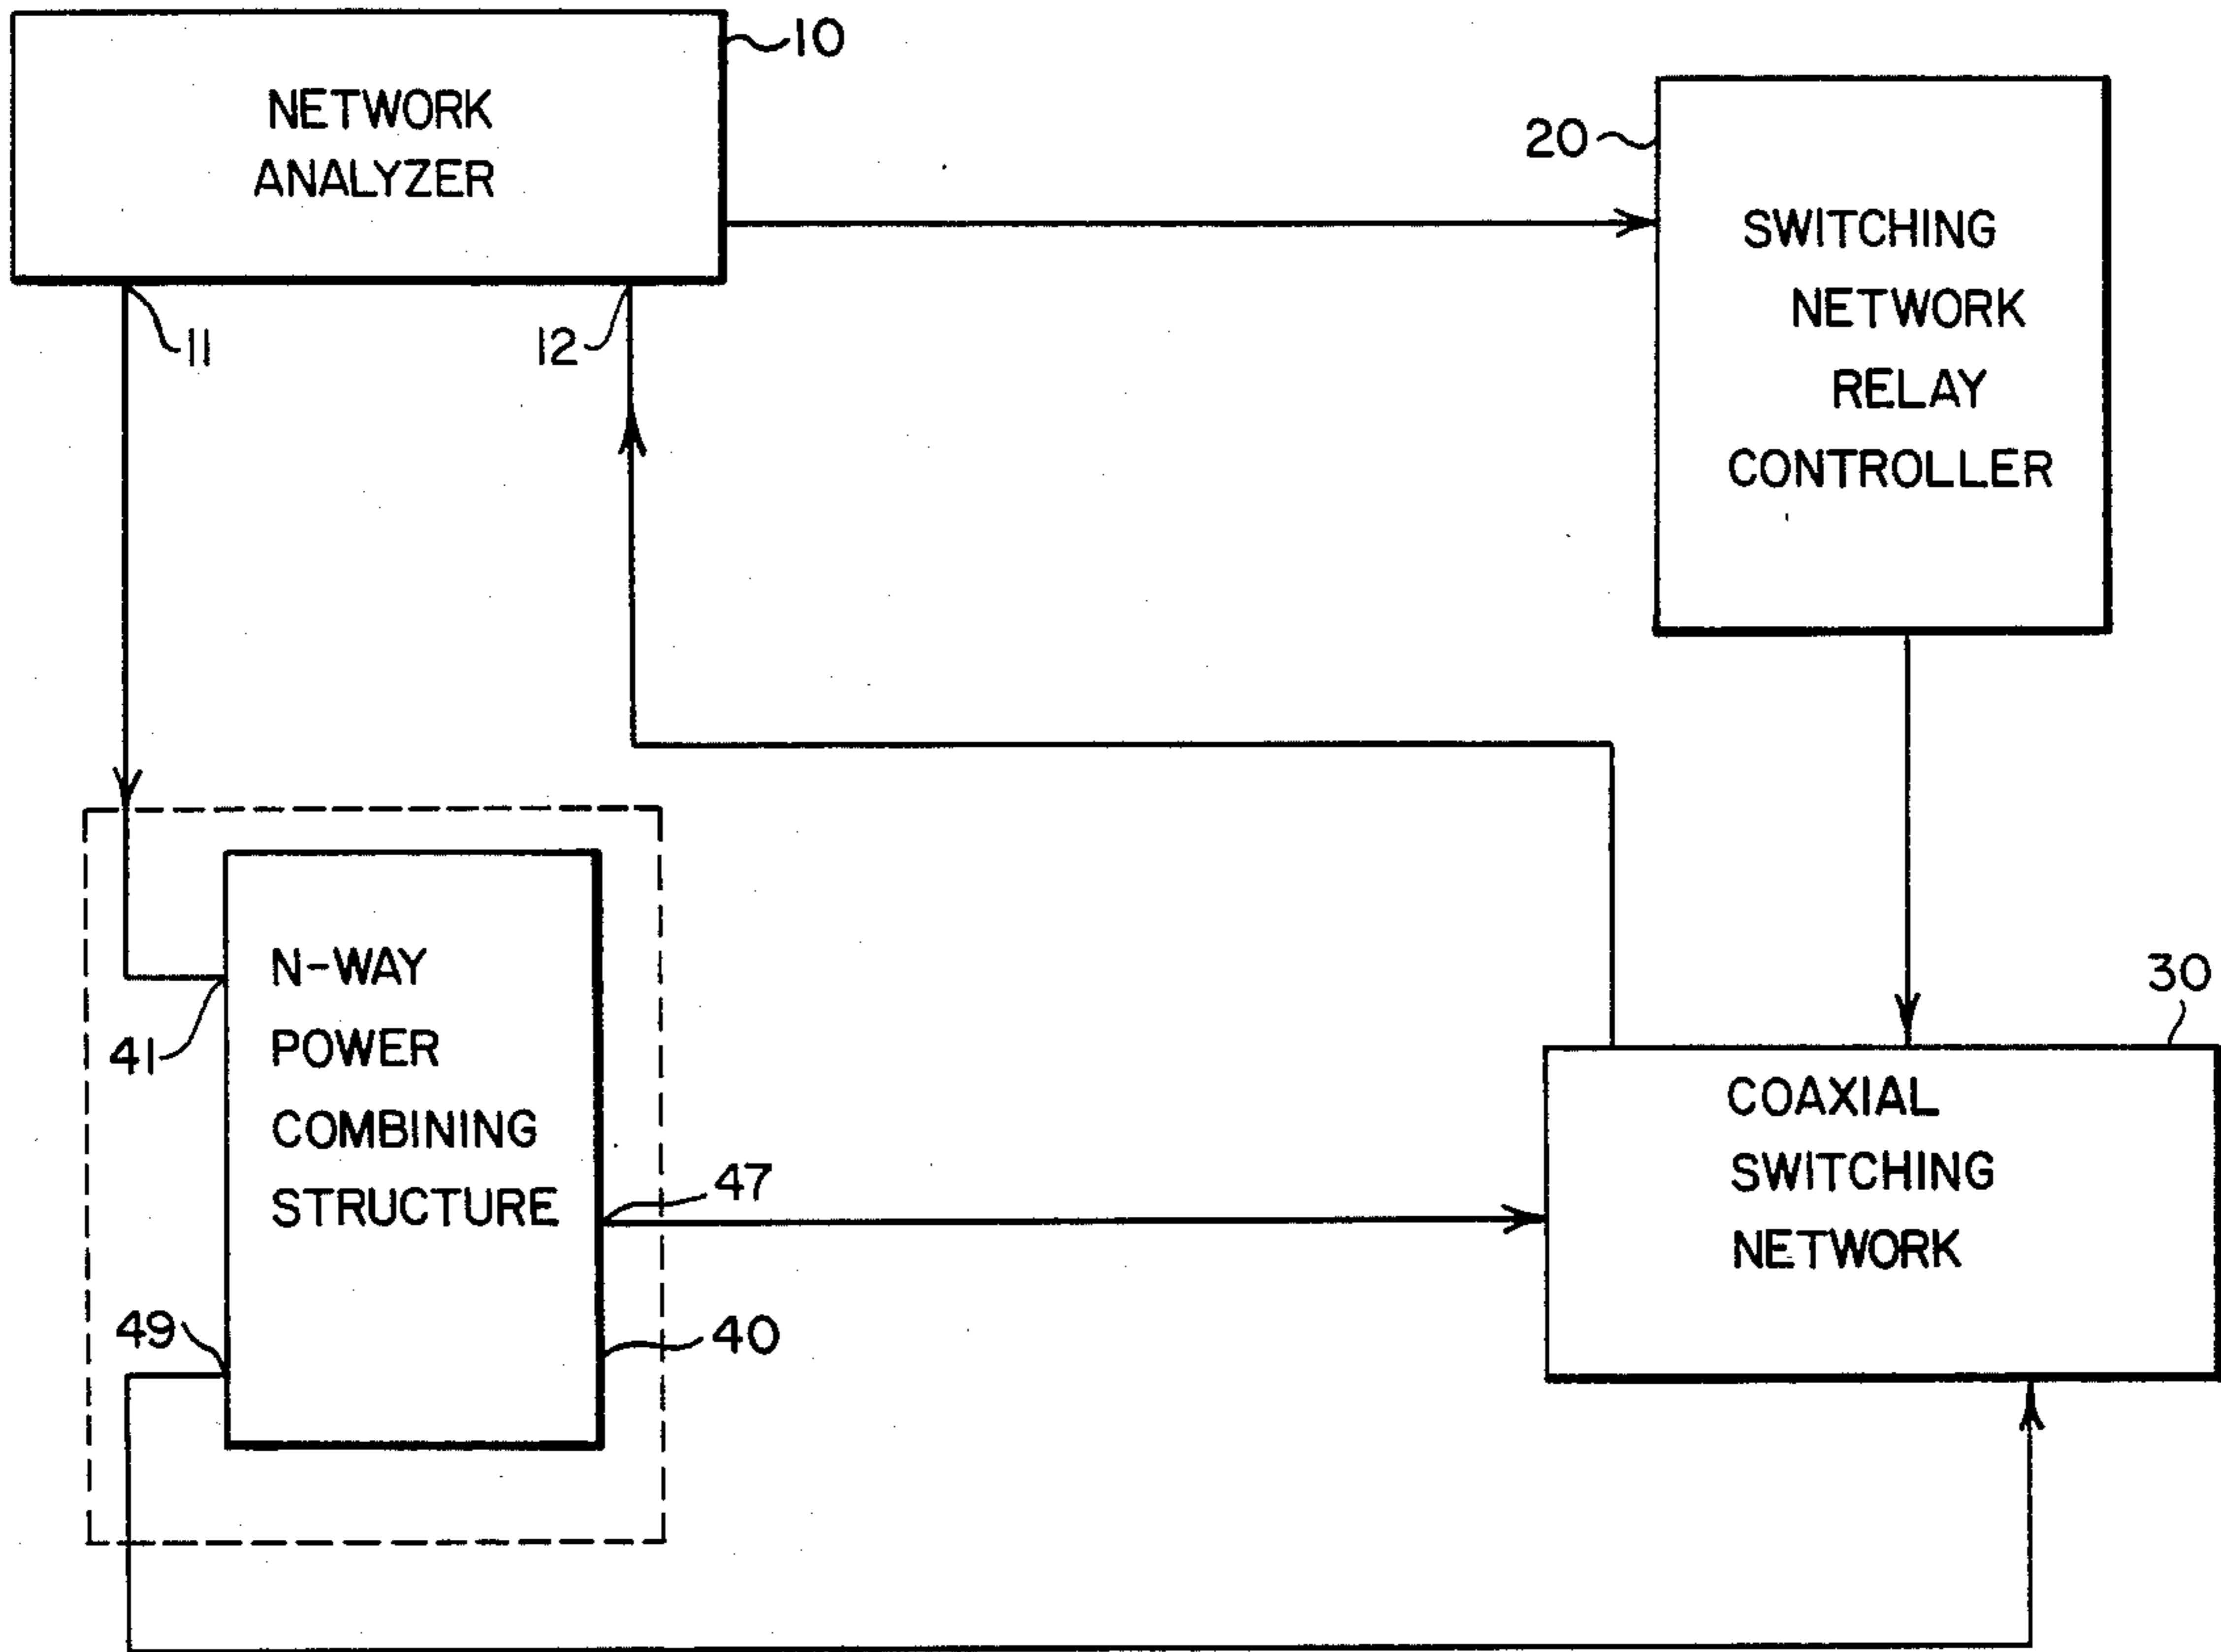 10
NETWORK
ANALYZER
11
12
20
SWITCHING
NETWORK
RELAY
CONTROLLER
N-WAY
POWER
COMBINING
STRUCTURE
41
47
49
40
30
COAXIAL
SWITCHING
NETWORK